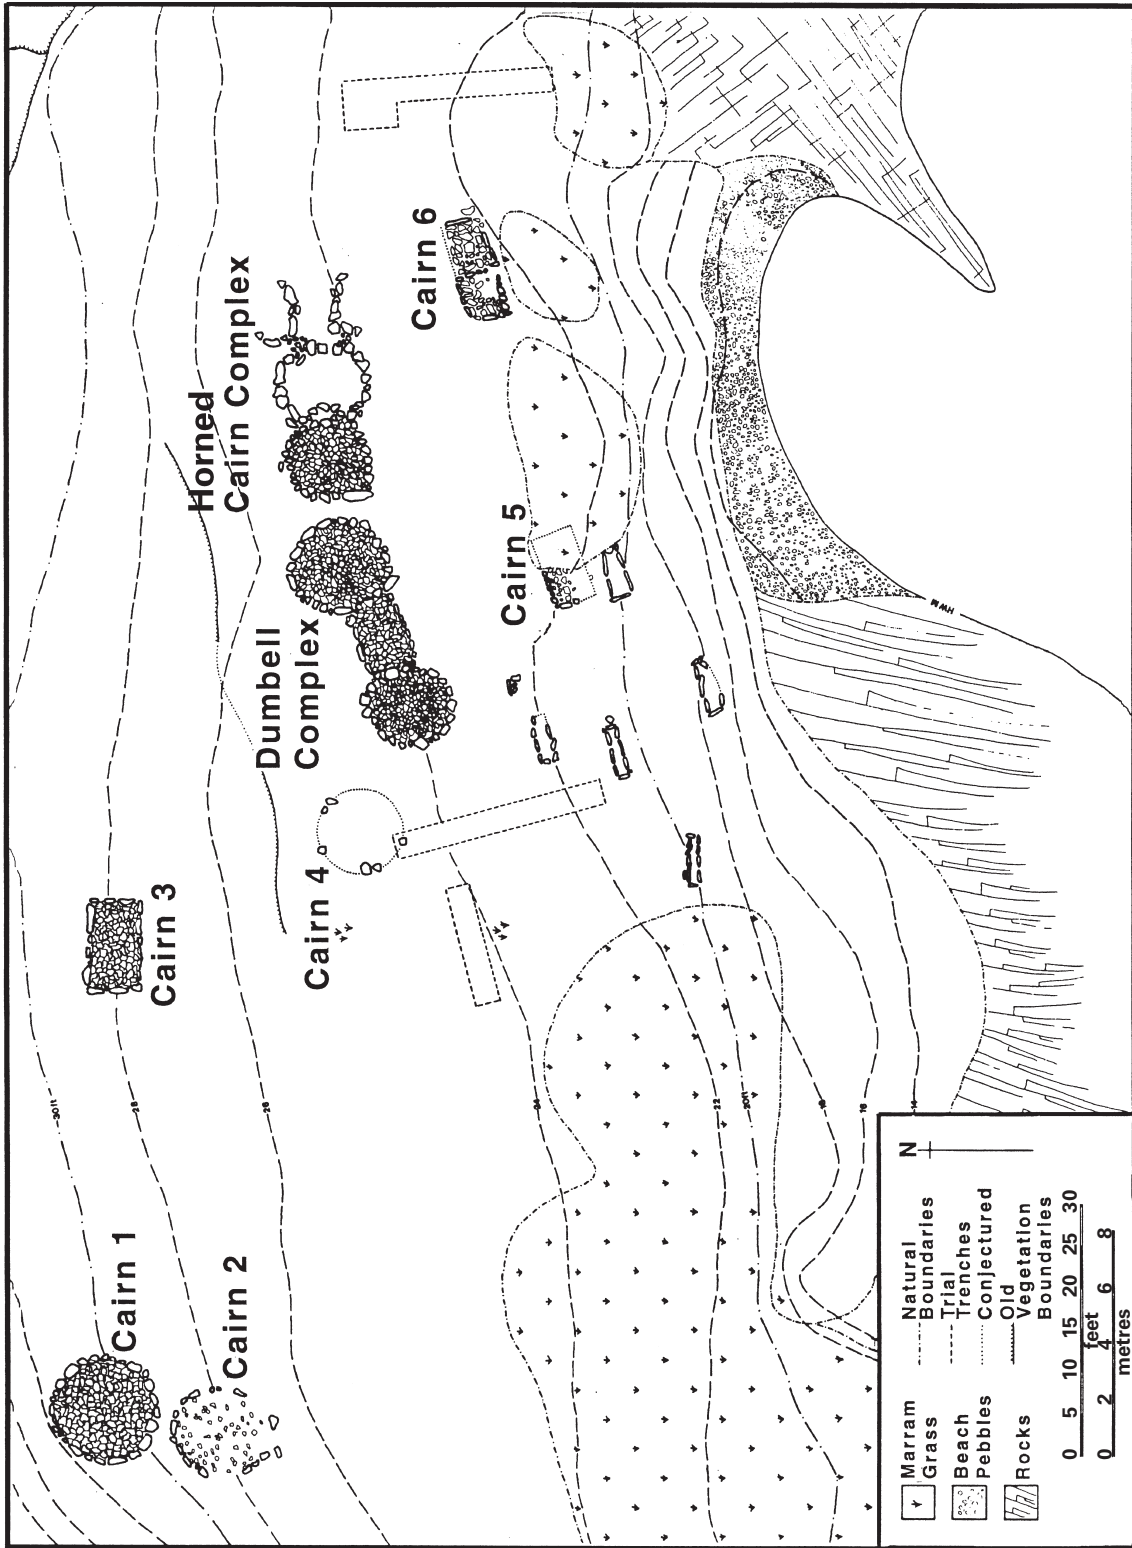 Cairn 1
Cairn 2
Cairn 3
Cairn 4
Dumbell
Complex
Horned
Cairn Complex
Cairn 5
Cairn 6
30ft
28
26
24
22
20ft
18
16
14
HWM
Marram
Grass
Beach
Pebbles
Rocks
Natural
Boundaries
Trial
Trenches
Conjectured
Old
Vegetation
Boundaries
N
0 5 10 15 20 25 30
feet
0 2 4 6 8
metres